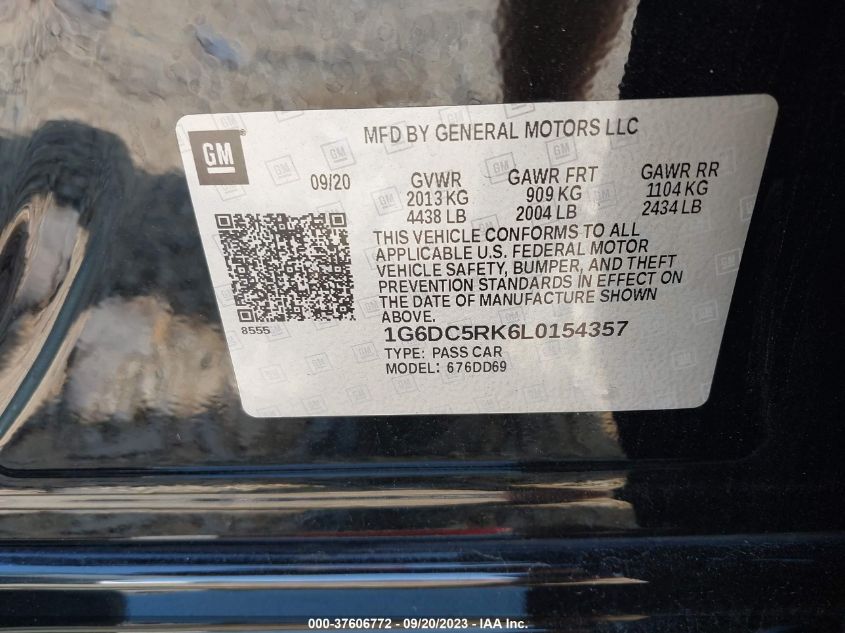 GM
MFD BY GENERAL MOTORS LLC
09/20
GVWR
2013 KG
4438 LB
GAWR FRT
909 KG
2004 LB
GAWR RR
1104 KG
2434 LB
THIS VEHICLE CONFORMS TO ALL
APPLICABLE U.S. FEDERAL MOTOR
VEHICLE SAFETY, BUMPER, AND THEFT
PREVENTION STANDARDS IN EFFECT ON
THE DATE OF MANUFACTURE SHOWN
ABOVE.
8555
1G6DC5RK6L0154357
TYPE: PASS CAR
MODEL: 676DD69
000-37606772 - 09/20/2023 - IAA Inc.